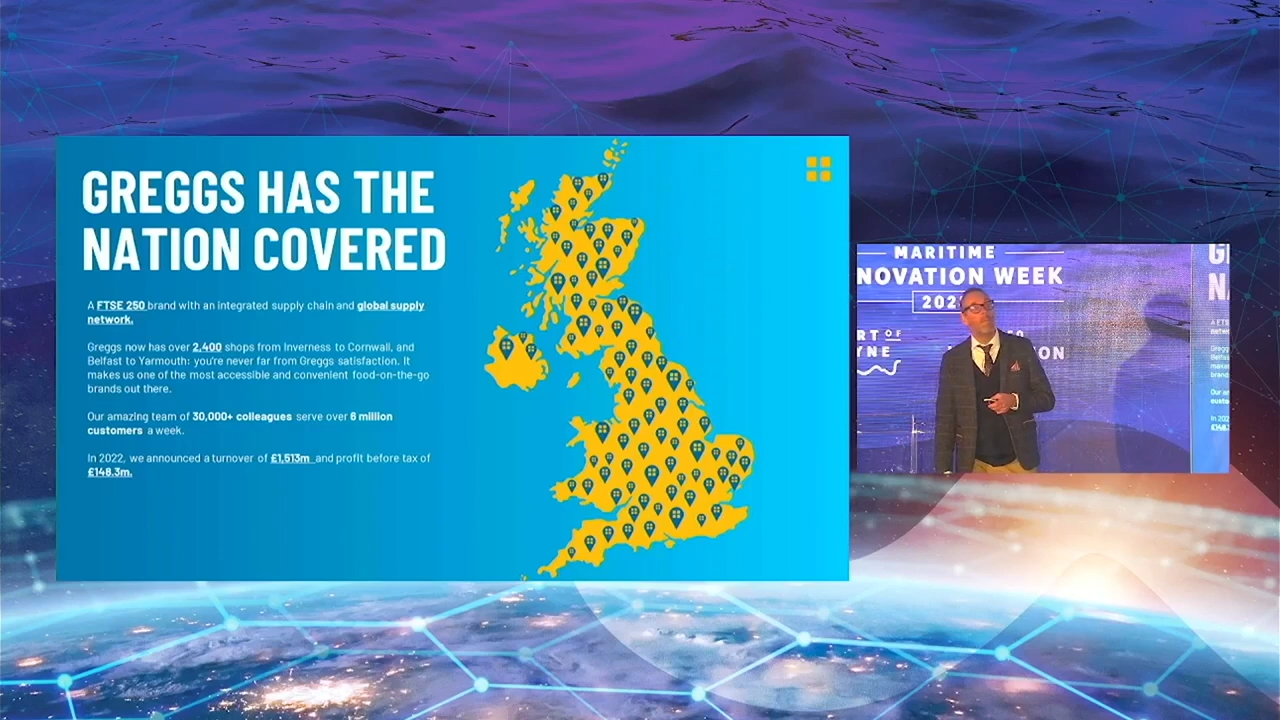 GREGGS HAS THE
NATION COVERED
A FTSE 250 brand with an integrated supply chain and global supply
network.
Greggs now has over 2,400 shops from Inverness to Cornwall, and
Belfast to Yarmouth: you're never far from Greggs satisfaction. It
makes us one of the most accessible and convenient food-on-the-go
brands out there.
Our amazing team of 30,000+ colleagues serve over 6 million
customers a week.
In 2022, we announced a turnover of £1,513m and profit before tax of
£148.3m.
MARITIME
NOVATION WEEK
202
RT OF
YNE
ON